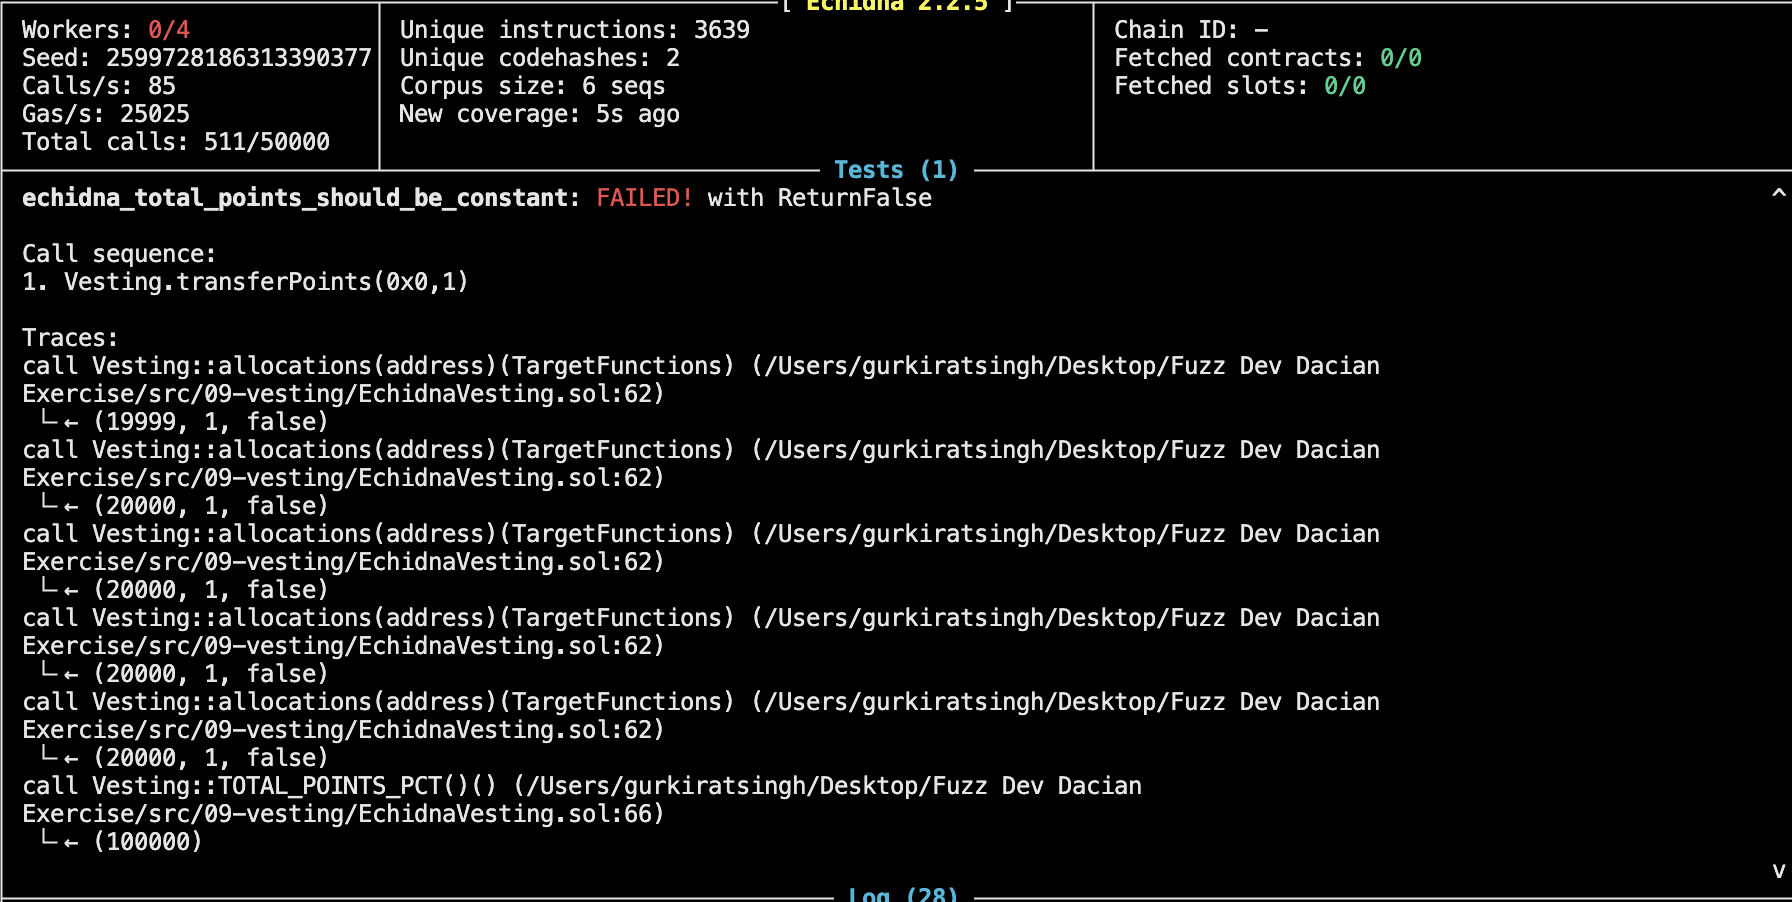 [ Echidna 2.2.5 ]
Workers: 0/4
Seed: 2599728186313390377
Calls/s: 85
Gas/s: 25025
Total calls: 511/50000
Unique instructions: 3639
Unique codehashes: 2
Corpus size: 6 seqs
New coverage: 5s ago
Chain ID: -
Fetched contracts: 0/0
Fetched slots: 0/0
Tests (1)
echidna_total_points_should_be_constant: FAILED! with ReturnFalse
^
Call sequence:
1. Vesting.transferPoints(0x0,1)
Traces:
call Vesting::allocations(address)(TargetFunctions) (/Users/gurkiratsingh/Desktop/Fuzz Dev Dacian
Exercise/src/09-vesting/EchidnaVesting.sol:62)
└╴← (19999, 1, false)
call Vesting::allocations(address)(TargetFunctions) (/Users/gurkiratsingh/Desktop/Fuzz Dev Dacian
Exercise/src/09-vesting/EchidnaVesting.sol:62)
└╴← (20000, 1, false)
call Vesting::allocations(address)(TargetFunctions) (/Users/gurkiratsingh/Desktop/Fuzz Dev Dacian
Exercise/src/09-vesting/EchidnaVesting.sol:62)
└╴← (20000, 1, false)
call Vesting::allocations(address)(TargetFunctions) (/Users/gurkiratsingh/Desktop/Fuzz Dev Dacian
Exercise/src/09-vesting/EchidnaVesting.sol:62)
└╴← (20000, 1, false)
call Vesting::allocations(address)(TargetFunctions) (/Users/gurkiratsingh/Desktop/Fuzz Dev Dacian
Exercise/src/09-vesting/EchidnaVesting.sol:62)
└╴← (20000, 1, false)
call Vesting::TOTAL_POINTS_PCT()() (/Users/gurkiratsingh/Desktop/Fuzz Dev Dacian
Exercise/src/09-vesting/EchidnaVesting.sol:66)
└╴← (100000)
v
Log (28)